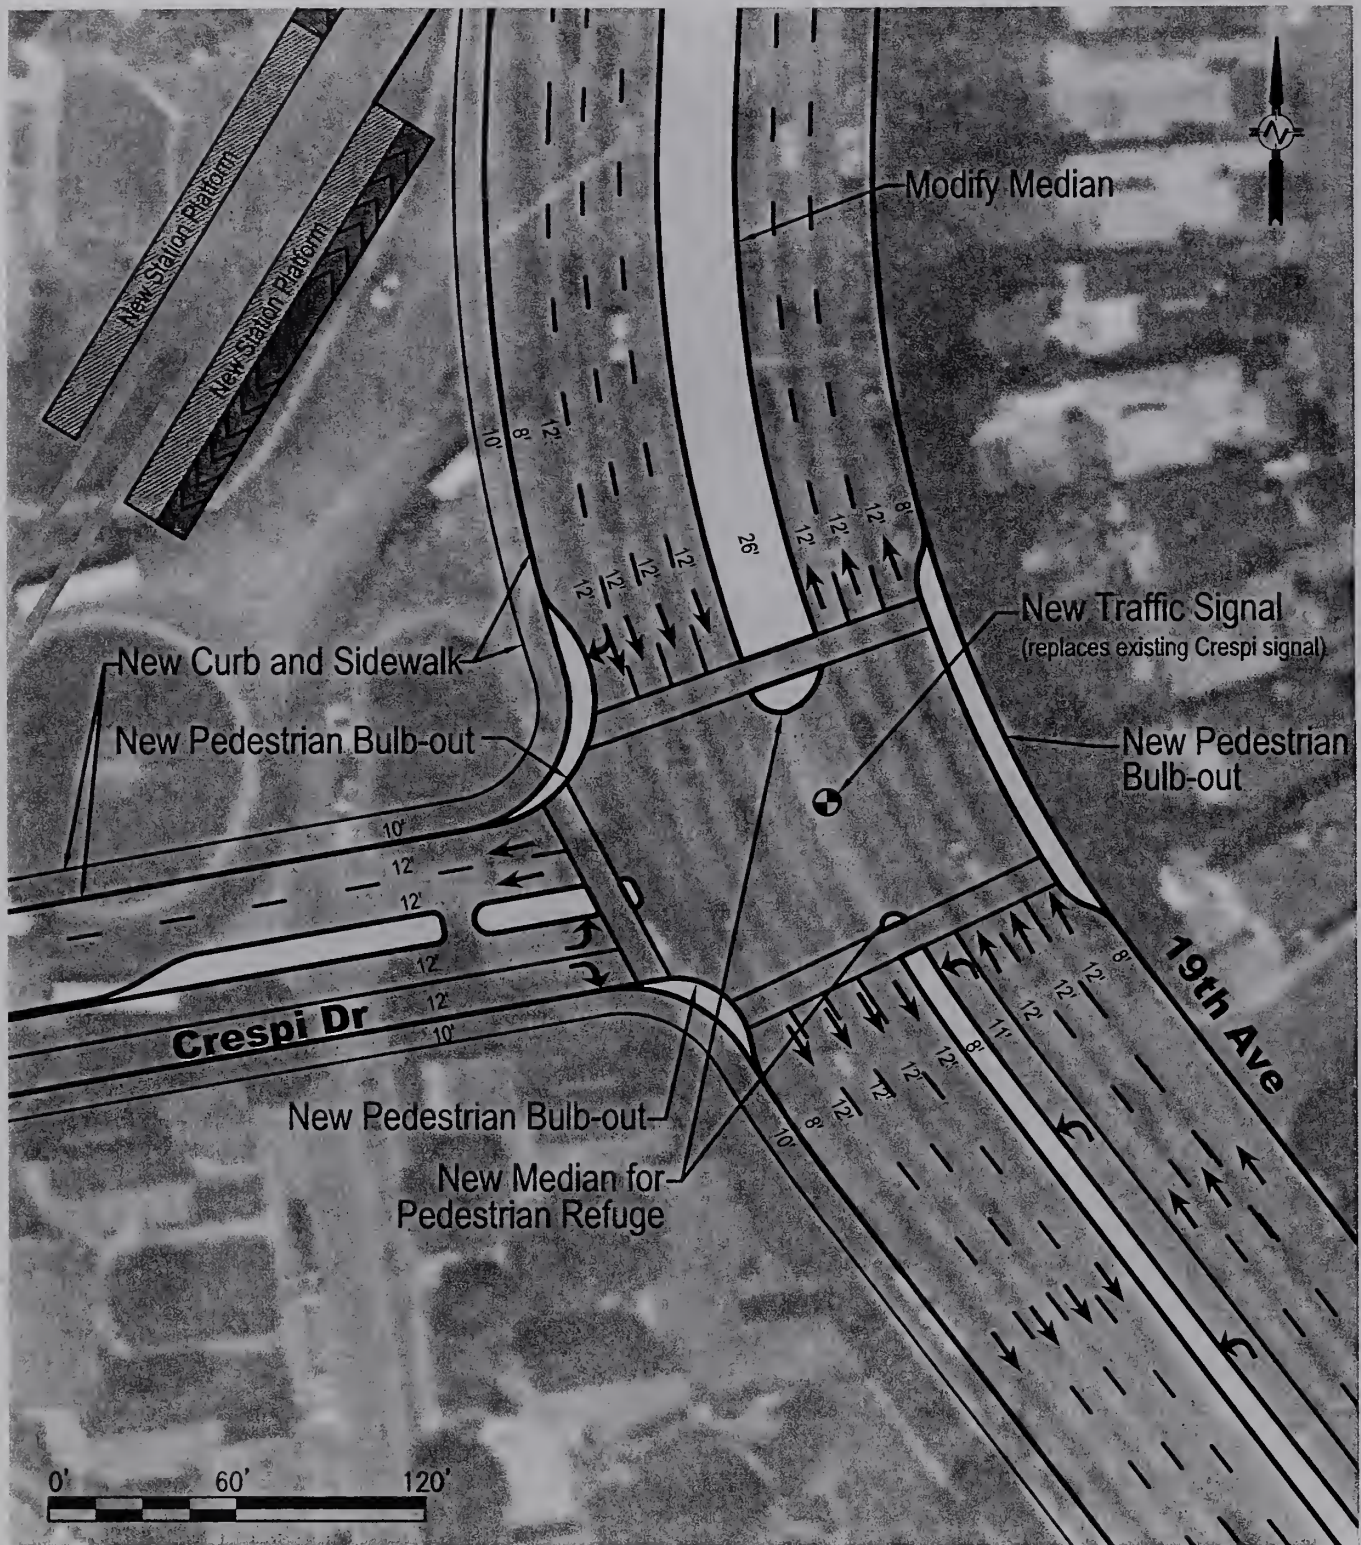 New Station Platform
New Station Platform
N
Modify Median
10'
8'
12'
26'
12'
12'
12'
8'
12'
12'
12'
12'
New Traffic Signal
(replaces existing Crespi signal)
New Curb and Sidewalk
New Pedestrian Bulb-out
New Pedestrian
Bulb-out
10'
12'
12'
12'
12'
10'
Crespi Dr
19th Ave
8'
12'
12'
12'
11'
8'
12'
12'
12'
12'
8'
10'
New Pedestrian Bulb-out
New Median for
Pedestrian Refuge
0'
60'
120'